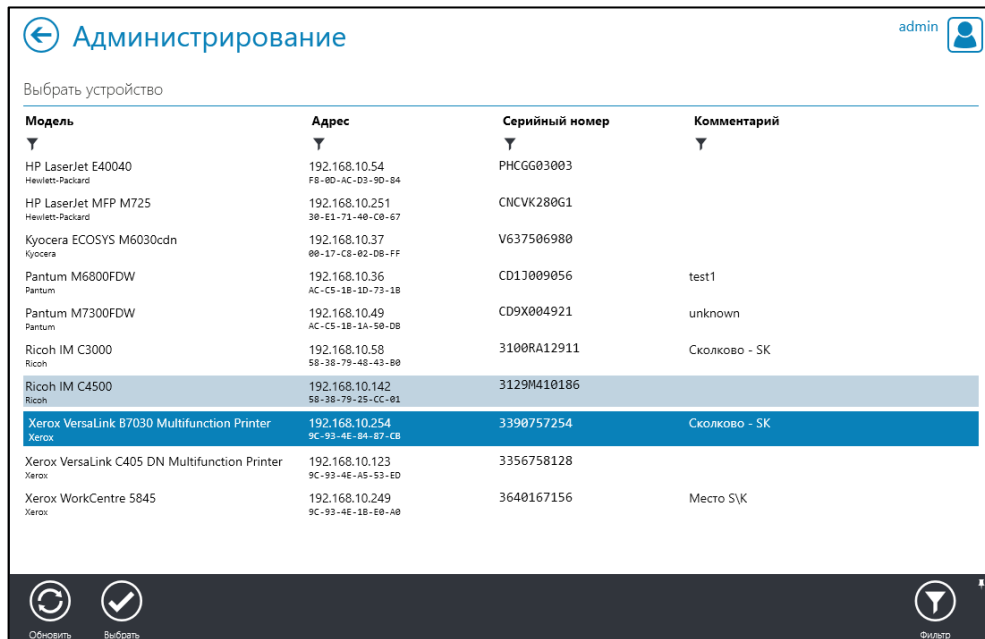 Администрирование
admin
Выбрать устройство
Модель Адрес Серийный номер Комментарий
HP LaserJet E40040 192.168.10.54 PHCGG03003
Hewlett-Packard F8-0D-AC-D3-9D-84
HP LaserJet MFP M725 192.168.10.251 CNCVK280G1
Hewlett-Packard 30-E1-71-40-C0-67
Kyocera ECOSYS M6030cdn 192.168.10.37 V637506980
Kyocera 00-17-C8-02-DB-FF
Pantum M6800FDW 192.168.10.36 CD1J009056 test1
Pantum AC-C5-1B-1D-73-1B
Pantum M7300FDW 192.168.10.49 CD9X004921 unknown
Pantum AC-C5-1B-1A-50-DB
Ricoh IM C3000 192.168.10.58 3100RA12911 Сколково - SK
Ricoh 58-38-79-48-43-B0
Ricoh IM C4500 192.168.10.142 3129M410186
Ricoh 58-38-79-25-CC-01
Xerox VersaLink B7030 Multifunction Printer 192.168.10.254 3390757254 Сколково - SK
Xerox 9C-93-4E-84-87-CB
Xerox VersaLink C405 DN Multifunction Printer 192.168.10.123 3356758128
Xerox 9C-93-4E-A5-53-ED
Xerox WorkCentre 5845 192.168.10.249 3640167156 Место S\K
Xerox 9C-93-4E-1B-E0-A0
Обновить Выбрать Фильтр